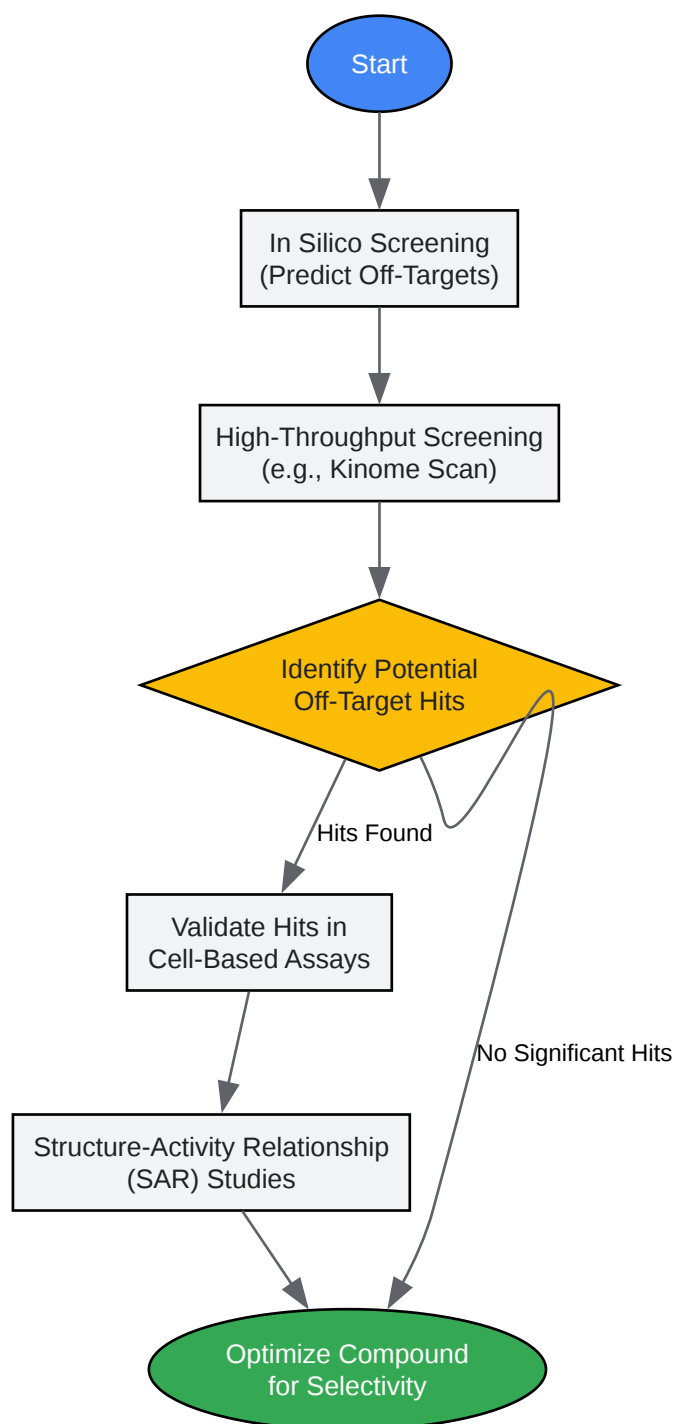 Start
In Silico Screening
(Predict Off-Targets)
High-Throughput Screening
(e.g., Kinome Scan)
Identify Potential
Off-Target Hits
Hits Found
Validate Hits in
Cell-Based Assays
No Significant Hits
Structure-Activity Relationship
(SAR) Studies
Optimize Compound
for Selectivity